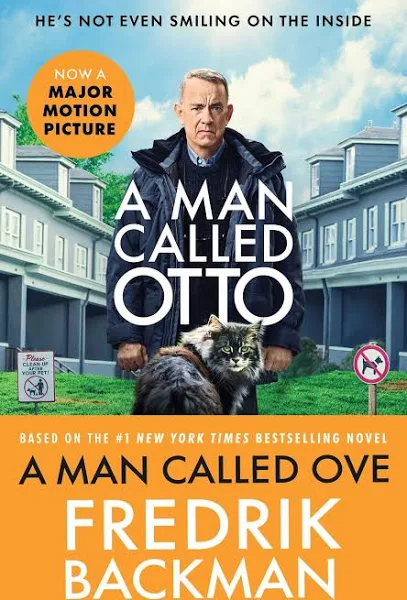 HE'S NOT EVEN SMILING ON THE INSIDE
NOW A
MAJOR
MOTION
PICTURE
A MAN
CALLED
OTTO
Please
CLEAN UP
AFTER
YOUR PET!
BASED ON THE #1 NEW YORK TIMES BESTSELLING NOVEL
A MAN CALLED OVE
FREDRIK
BACKMAN